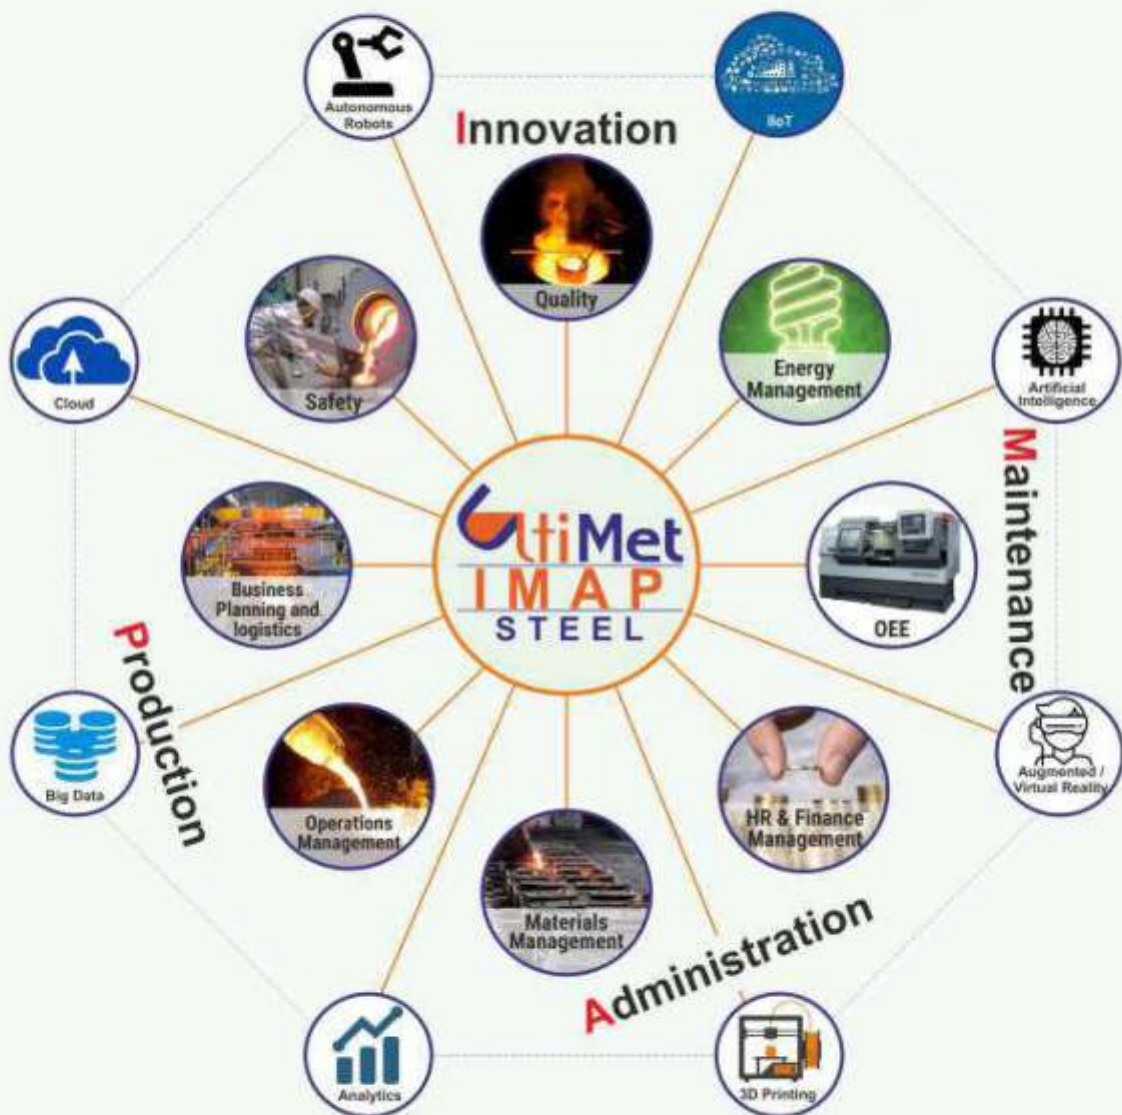 Autonomous
Robots
IIoT
Innovation
Quality
Safety
Energy
Management
Cloud
Artificial
Intelligence
Maintenance
UltiMet
IMAP
STEEL
Business
Planning and
logistics
OEE
Production
Big Data
Operations
Management
HR & Finance
Management
Augmented /
Virtual Reality
Materials
Management
Administration
Analytics
3D Printing